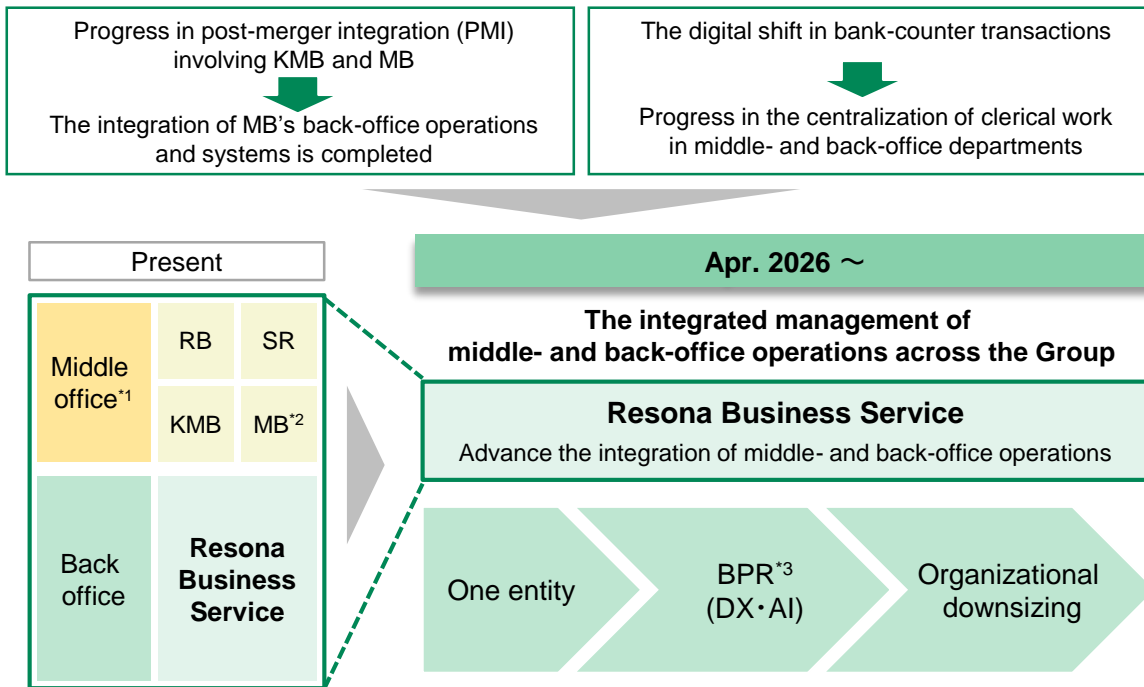 Progress in post-merger integration (PMI)
involving KMB and MB
The integration of MB's back-office operations
and systems is completed
The digital shift in bank-counter transactions
Progress in the centralization of clerical work
in middle- and back-office departments
Present
Middle
office*1
RB
SR
KMB
MB*2
Back
office
Resona
Business
Service
Apr. 2026 ～
The integrated management of
middle- and back-office operations across the Group
Resona Business Service
Advance the integration of middle- and back-office operations
One entity
BPR*3
(DX・AI)
Organizational
downsizing